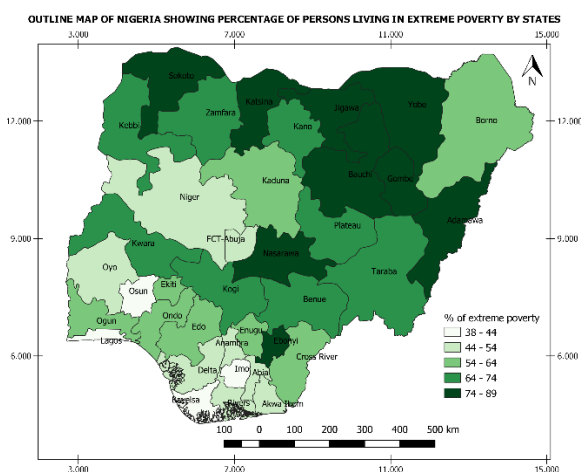 OUTLINE MAP OF NIGERIA SHOWING PERCENTAGE OF PERSONS LIVING IN EXTREME POVERTY BY STATES
3.000 7.000 11.000 15.000
N
Sokoto
Katsina
Jigawa
Yobe
Zamfara
Borno
12.000 12.000
Kebbi
Kano
Bauchi
Gombe
Kaduna
Niger
Adamawa
Plateau
9.000 9.000
FCT-Abuja
Kwara
Nasarawa
Oyo
Taraba
Ekiti
Kogi
Osun
Benue
Ondo
Ogun
Edo
Enugu
Lagos
Anambra
Ebonyi
Cross River
6.000 6.000
Delta
Imo
Abia
Bayelsa
Rivers
Akwa Ibom
% of extreme poverty
38 - 44
44 - 54
54 - 64
64 - 74
74 - 89
100 0 100 200 300 400 500 km
3.000 7.000 11.000 15.000